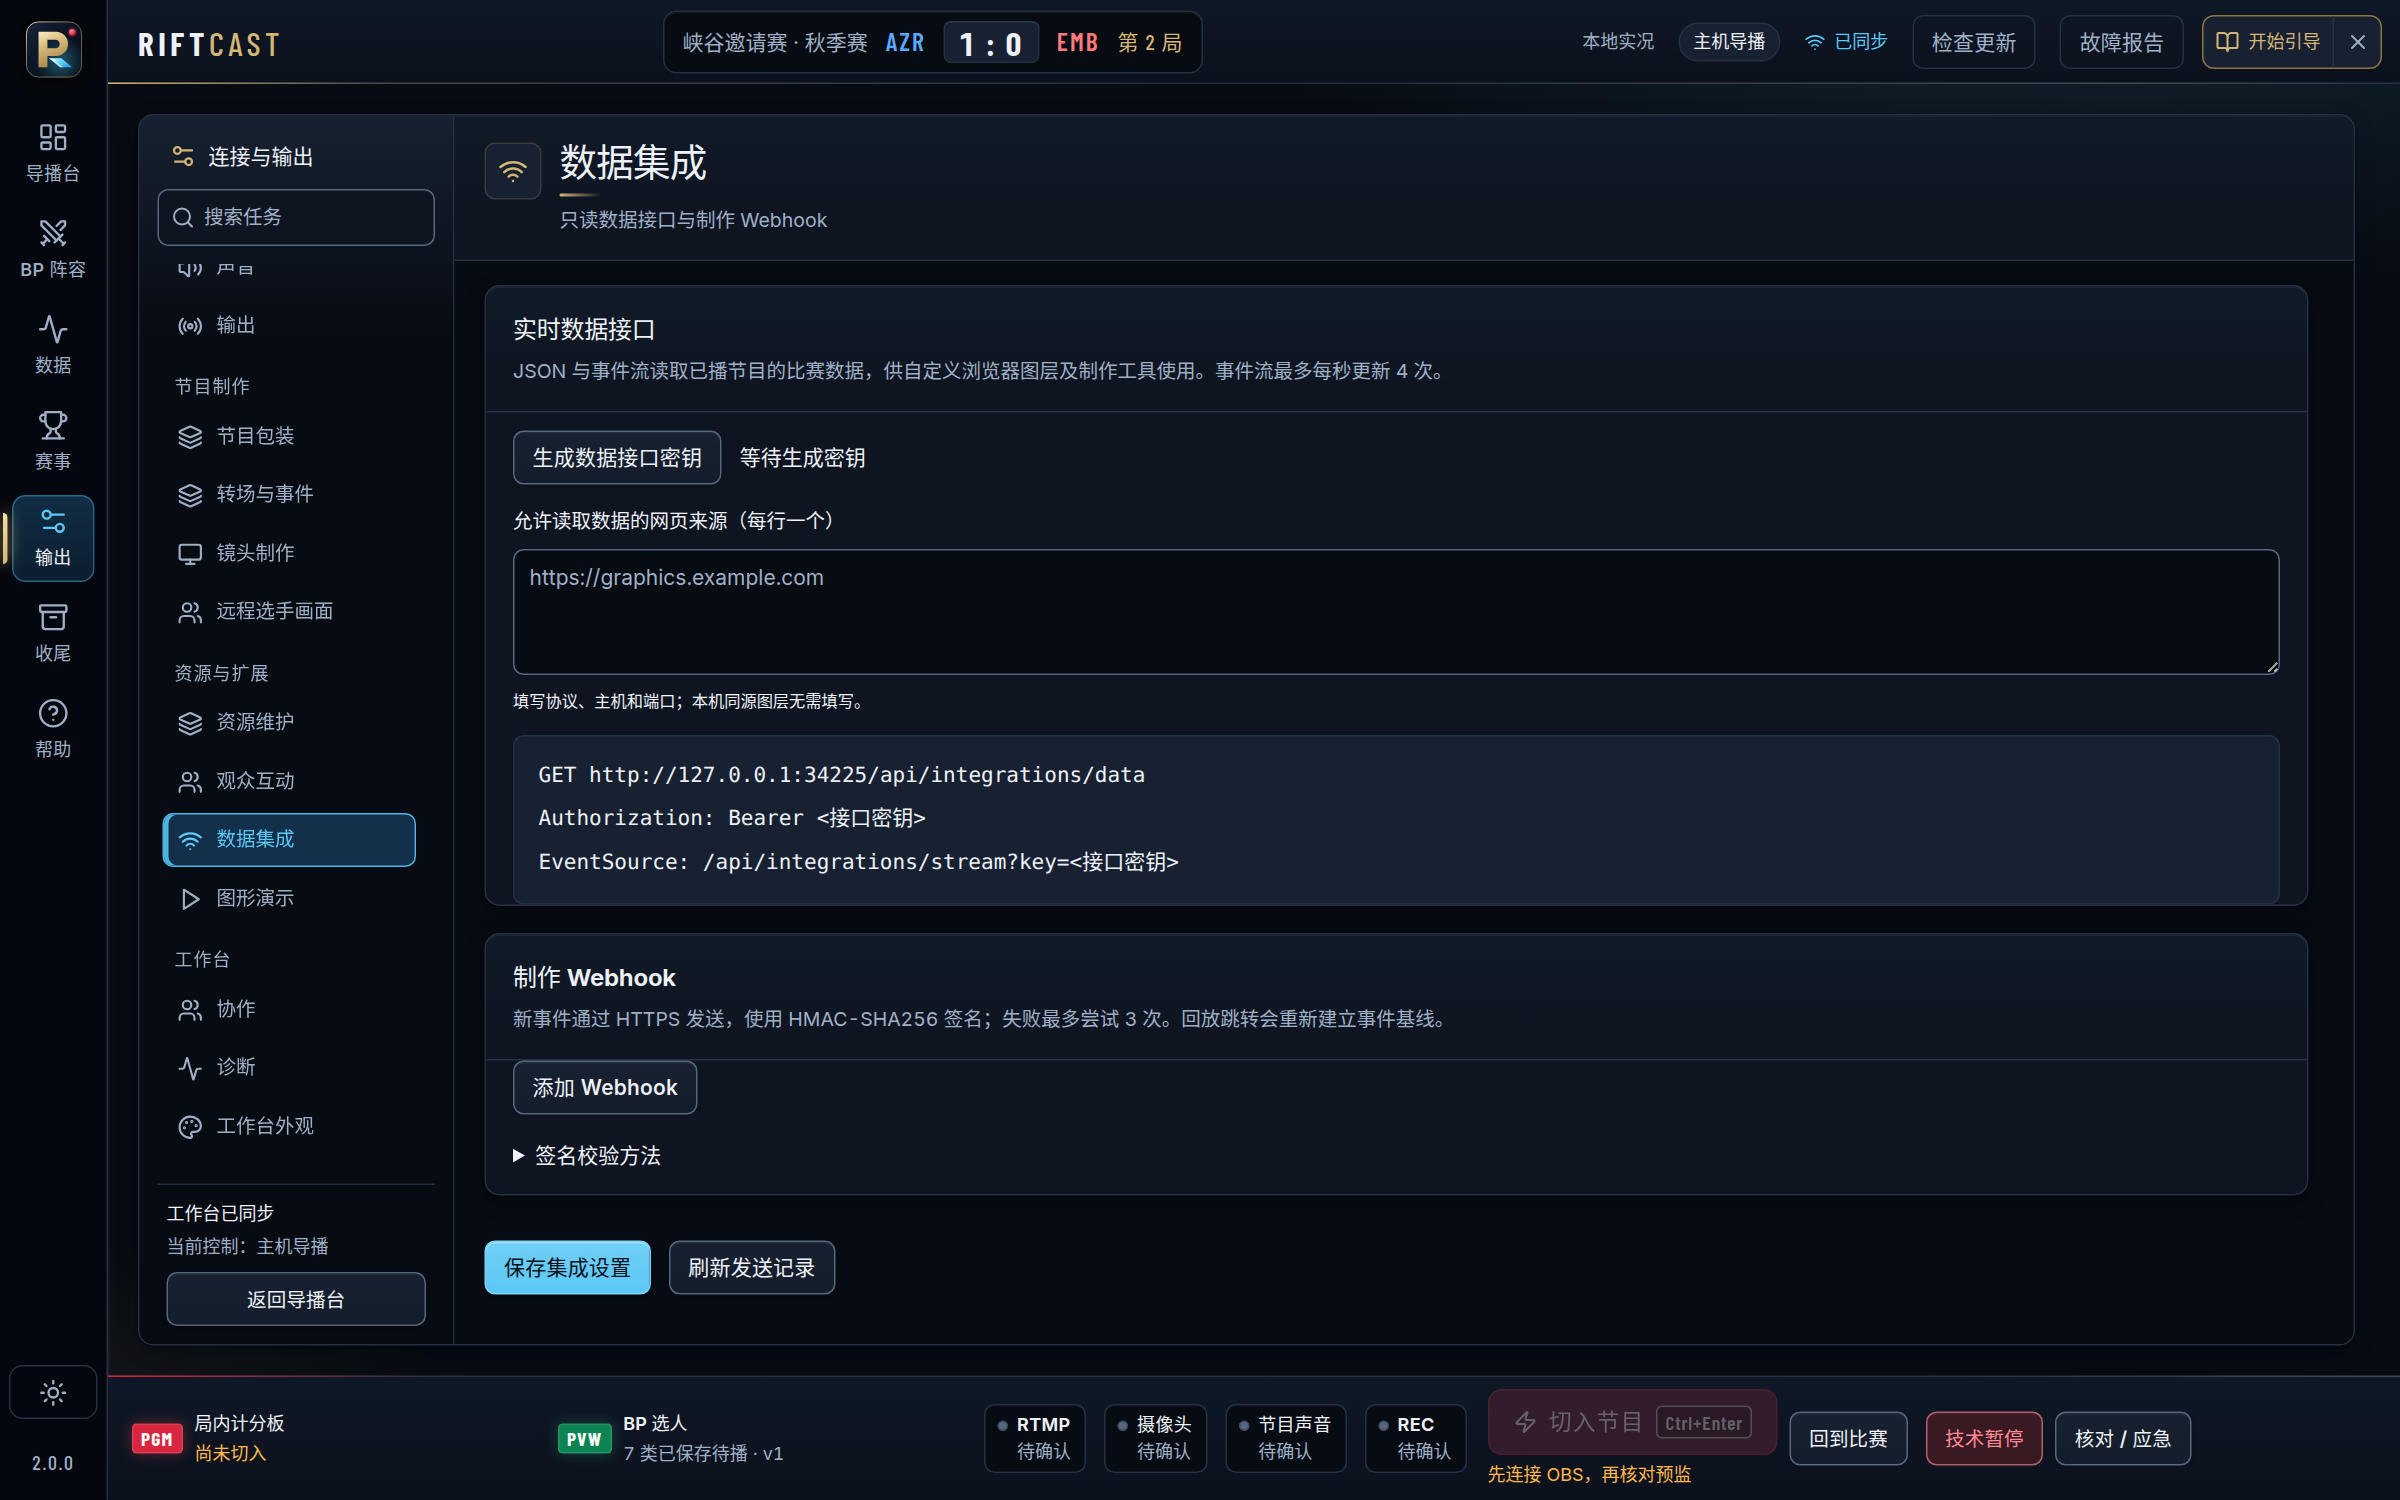 RIFTCAST
峡谷邀请赛 · 秋季赛 AZR 1 : 0 EMB 第 2 局
本地实况 主机导播 已同步 检查更新 故障报告 开始引导
导播台
BP 阵容
数据
赛事
输出
收尾
帮助
2.0.0
连接与输出
搜索任务
声音
输出
节目制作
节目包装
转场与事件
镜头制作
远程选手画面
资源与扩展
资源维护
观众互动
数据集成
图形演示
工作台
协作
诊断
工作台外观
工作台已同步
当前控制：主机导播
返回导播台
数据集成
只读数据接口与制作 Webhook
实时数据接口
JSON 与事件流读取已播节目的比赛数据，供自定义浏览器图层及制作工具使用。事件流最多每秒更新 4 次。
生成数据接口密钥 等待生成密钥
允许读取数据的网页来源（每行一个）
https://graphics.example.com
填写协议、主机和端口；本机同源图层无需填写。
GET http://127.0.0.1:34225/api/integrations/data
Authorization: Bearer <接口密钥>
EventSource: /api/integrations/stream?key=<接口密钥>
制作 Webhook
新事件通过 HTTPS 发送，使用 HMAC-SHA256 签名；失败最多尝试 3 次。回放跳转会重新建立事件基线。
添加 Webhook
签名校验方法
保存集成设置 刷新发送记录
PGM 局内计分板
尚未切入
PVW BP 选人
7 类已保存待播 · v1
RTMP
待确认
摄像头
待确认
节目声音
待确认
REC
待确认
切入节目 Ctrl+Enter
先连接 OBS，再核对预监
回到比赛 技术暂停 核对 / 应急